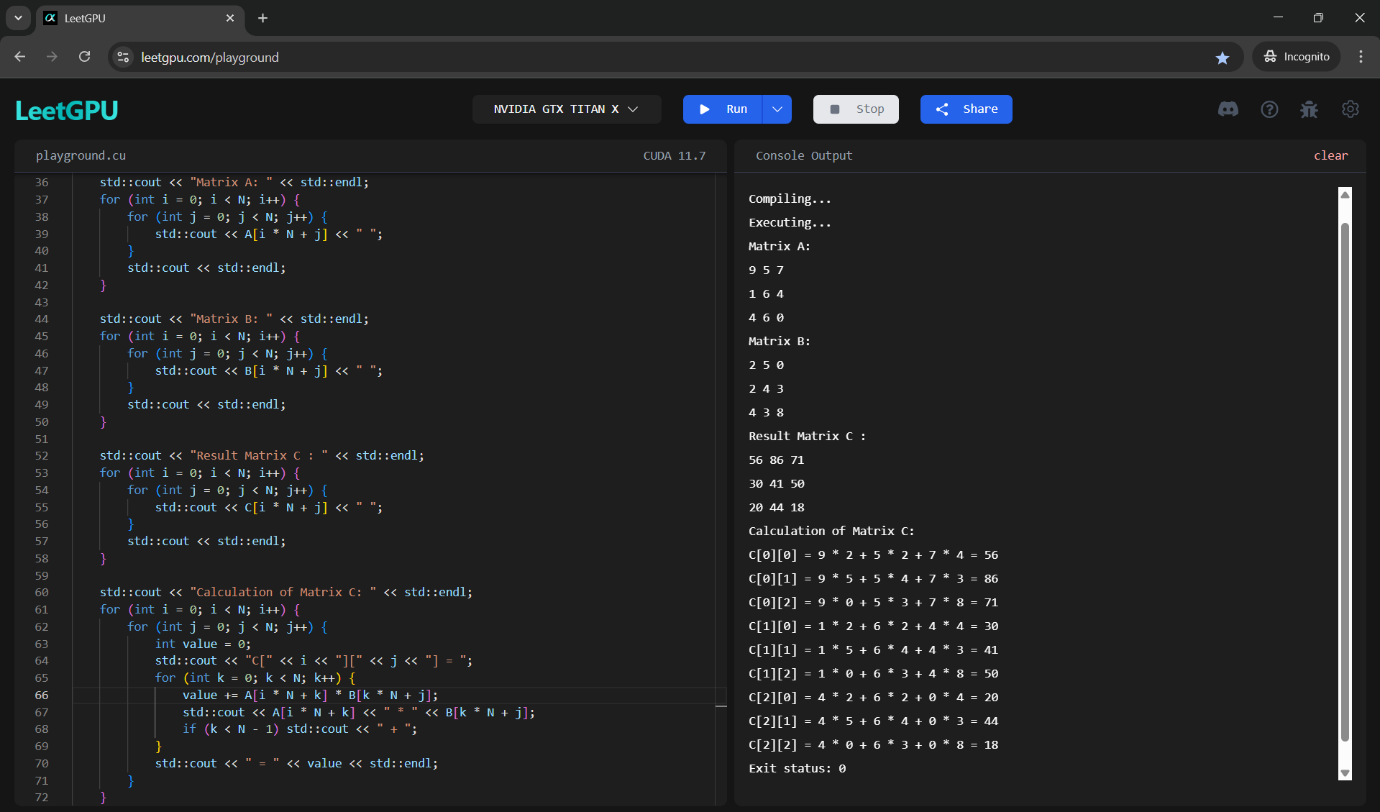 LeetGPU
leetgpu.com/playground
Incognito
LeetGPU
NVIDIA GTX TITAN X
Run
Stop
Share
playground.cu
CUDA 11.7
36 std::cout << "Matrix A: " << std::endl;
37 for (int i = 0; i < N; i++) {
38 for (int j = 0; j < N; j++) {
39 std::cout << A[i * N + j] << " ";
40 }
41 std::cout << std::endl;
42 }
43
44 std::cout << "Matrix B: " << std::endl;
45 for (int i = 0; i < N; i++) {
46 for (int j = 0; j < N; j++) {
47 std::cout << B[i * N + j] << " ";
48 }
49 std::cout << std::endl;
50 }
51
52 std::cout << "Result Matrix C : " << std::endl;
53 for (int i = 0; i < N; i++) {
54 for (int j = 0; j < N; j++) {
55 std::cout << C[i * N + j] << " ";
56 }
57 std::cout << std::endl;
58 }
59
60 std::cout << "Calculation of Matrix C: " << std::endl;
61 for (int i = 0; i < N; i++) {
62 for (int j = 0; j < N; j++) {
63 int value = 0;
64 std::cout << "C[" << i << "][" << j << "] = ";
65 for (int k = 0; k < N; k++) {
66 value += A[i * N + k] * B[k * N + j];
67 std::cout << A[i * N + k] << " * " << B[k * N + j];
68 if (k < N - 1) std::cout << " + ";
69 }
70 std::cout << " = " << value << std::endl;
71 }
72 }
Console Output
clear
Compiling...
Executing...
Matrix A:
9 5 7
1 6 4
4 6 0
Matrix B:
2 5 0
2 4 3
4 3 8
Result Matrix C :
56 86 71
30 41 50
20 44 18
Calculation of Matrix C:
C[0][0] = 9 * 2 + 5 * 2 + 7 * 4 = 56
C[0][1] = 9 * 5 + 5 * 4 + 7 * 3 = 86
C[0][2] = 9 * 0 + 5 * 3 + 7 * 8 = 71
C[1][0] = 1 * 2 + 6 * 2 + 4 * 4 = 30
C[1][1] = 1 * 5 + 6 * 4 + 4 * 3 = 41
C[1][2] = 1 * 0 + 6 * 3 + 4 * 8 = 50
C[2][0] = 4 * 2 + 6 * 2 + 0 * 4 = 20
C[2][1] = 4 * 5 + 6 * 4 + 0 * 3 = 44
C[2][2] = 4 * 0 + 6 * 3 + 0 * 8 = 18
Exit status: 0